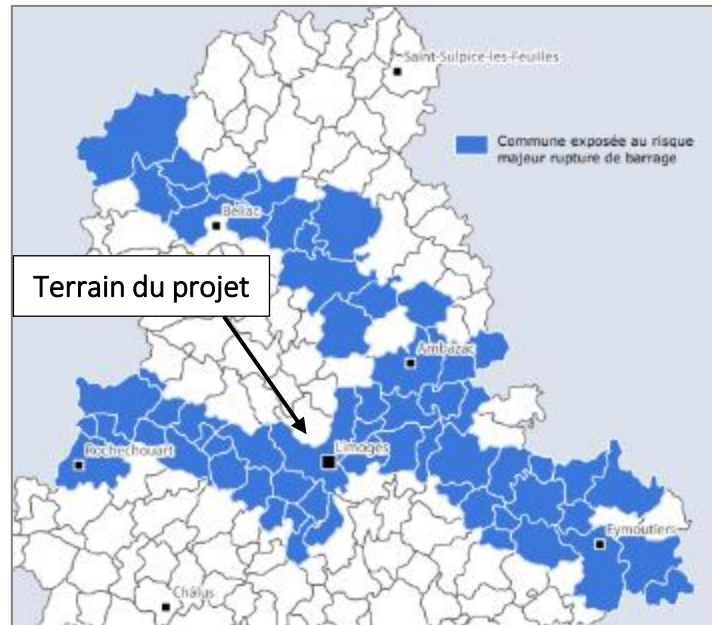 Saint-Sulpice-les-Feuilles
Commune exposée au risque
majeur rupture de barrage
Bellac
Terrain du projet
Ambazac
Rochechouart
Limoges
Eymoutiers
Châlus